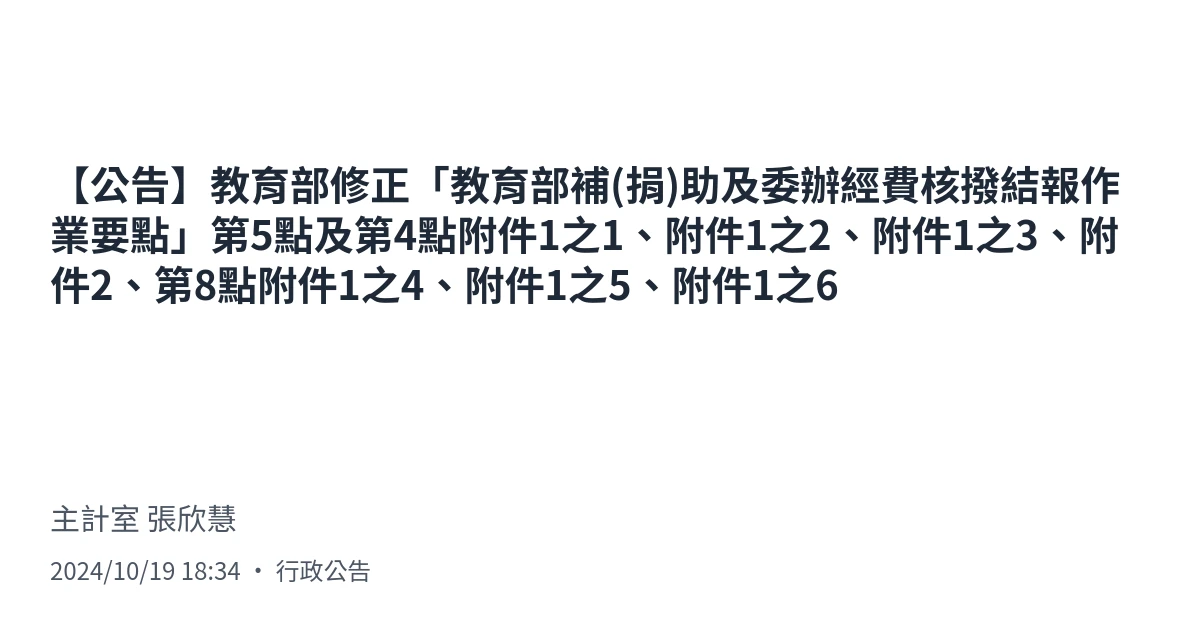 【公告】教育部修正「教育部補(捐)助及委辦經費核撥結報作
業要點」第5點及第4點附件1之1、附件1之2、附件1之3、附
件2、第8點附件1之4、附件1之5、附件1之6
主計室 張欣慧
2024/10/19 18:34 · 行政公告